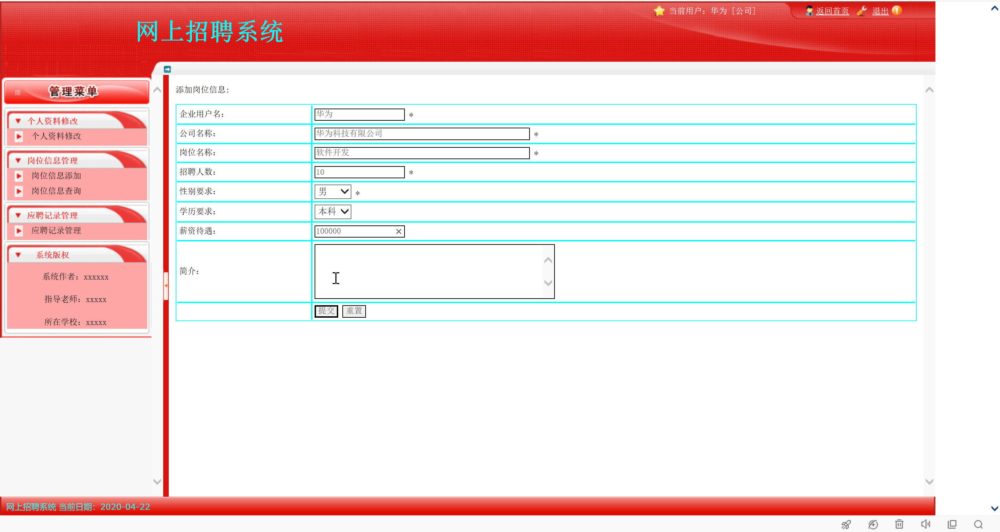 当前用户：华为［公司］ 返回首页 退出
网上招聘系统
管理菜单
个人资料修改
个人资料修改
岗位信息管理
岗位信息添加
岗位信息查询
应聘记录管理
应聘记录管理
系统版权
系统作者：xxxxxx
指导老师：xxxxx
所在学校：xxxxx
添加岗位信息:
企业用户名： 华为 *
公司名称： 华为科技有限公司 *
岗位名称： 软件开发 *
招聘人数： 10 *
性别要求： 男 *
学历要求： 本科
薪资待遇： 100000
简介：
提交 重置
网上招聘系统 当前日期：2020-04-22